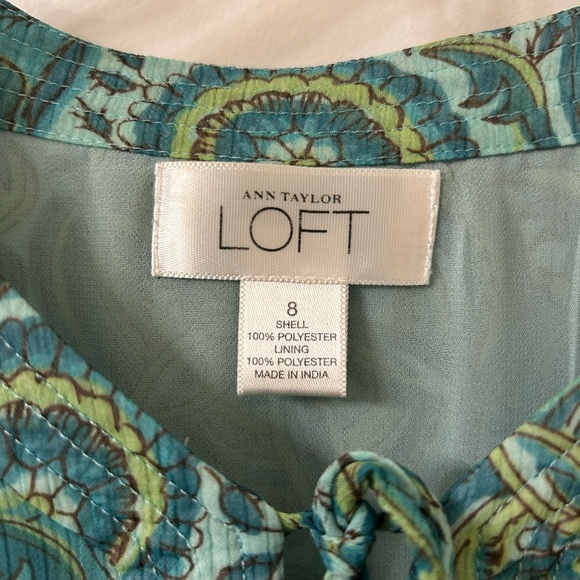 ANN TAYLOR
LOFT
8
SHELL
100% POLYESTER
LINING
100% POLYESTER
MADE IN INDIA